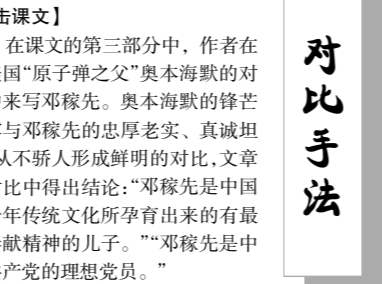 击课文】
在课文的第三部分中，作者在
国“原子弹之父”奥本海默的对
来写邓稼先。奥本海默的锋芒
与邓稼先的忠厚老实、真诚坦
从不骄人形成鲜明的对比，文章
对比中得出结论：“邓稼先是中国
年传统文化所孕育出来的有最
献精神的儿子。”“邓稼先是中
产党的理想党员。”
对比手法